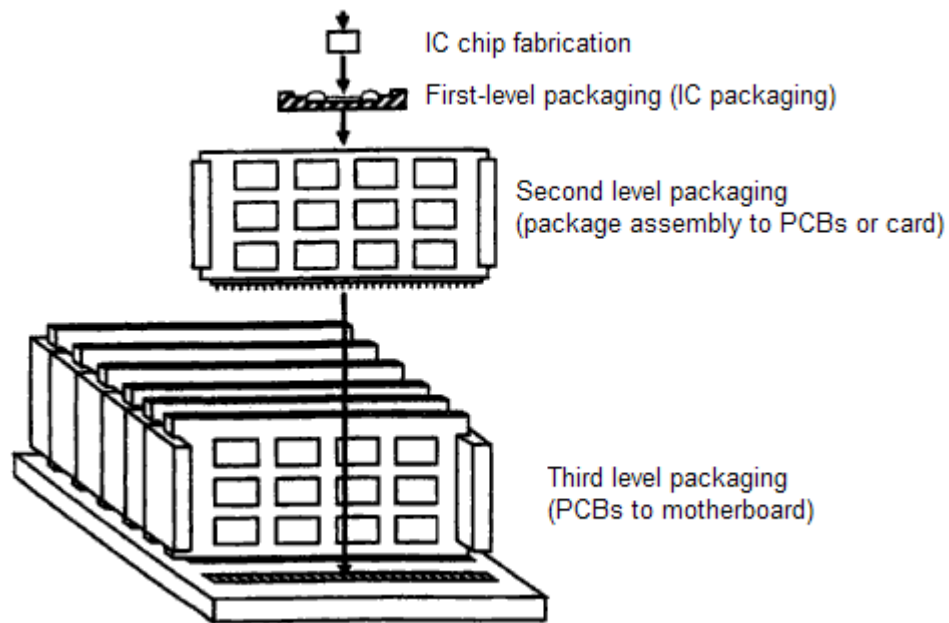 IC chip fabrication
First-level packaging (IC packaging)
Second level packaging
(package assembly to PCBs or card)
Third level packaging
(PCBs to motherboard)